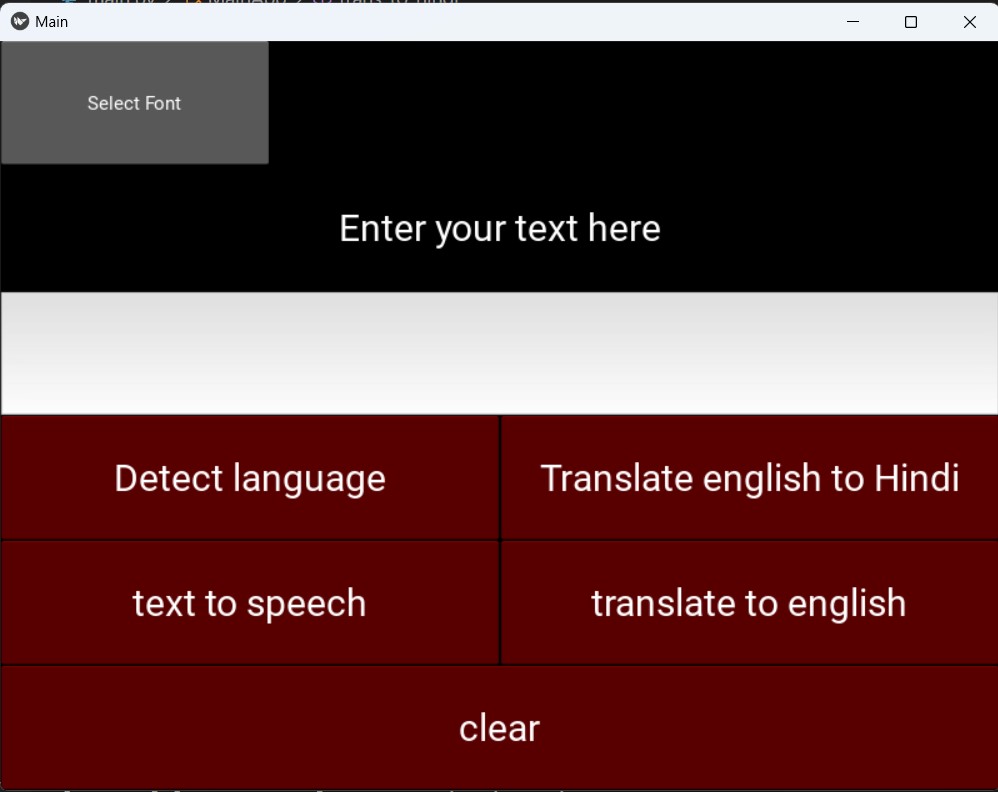 Main
Select Font
Enter your text here
Detect language
Translate english to Hindi
text to speech
translate to english
clear